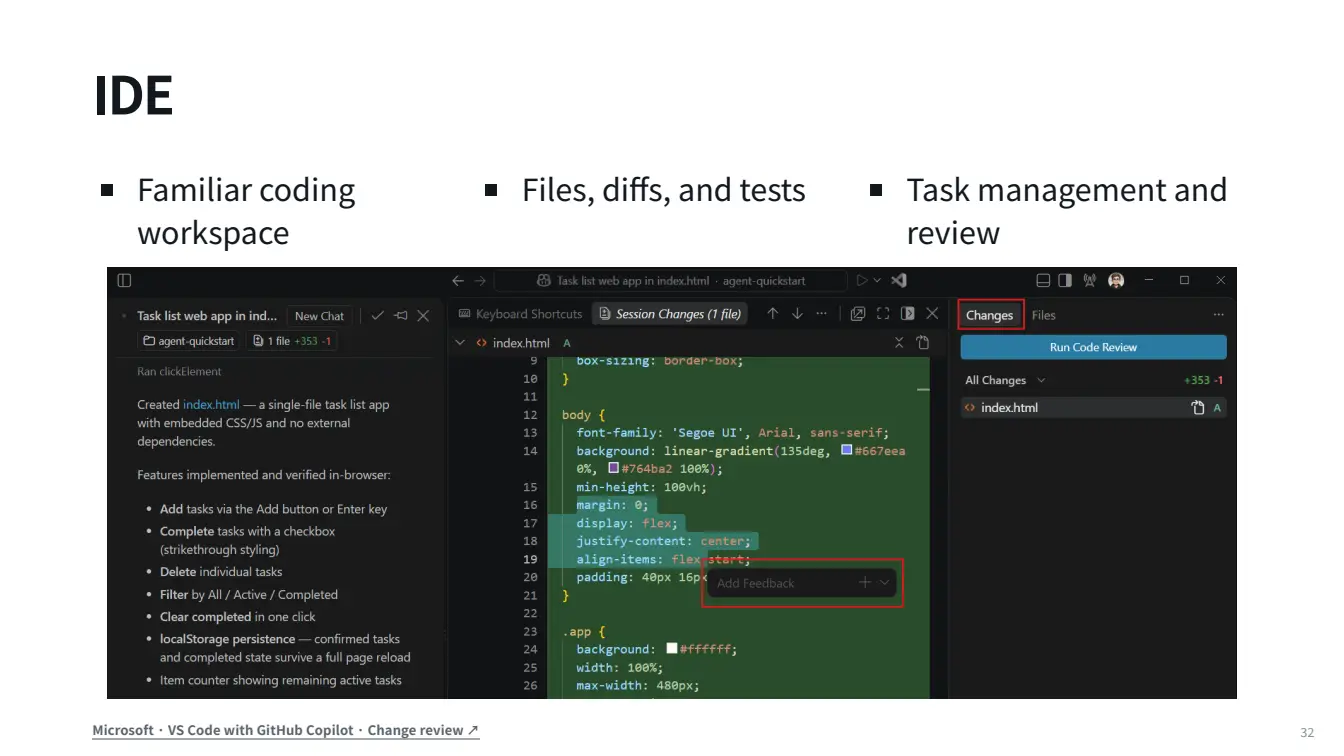 IDE
Familiar coding
workspace
Files, diffs, and tests
Task management and
review
Task list web app in index.html · agent-quickstart
Task list web app in ind...
New Chat
agent-quickstart
1 file +353 -1
Ran clickElement
Created index.html — a single-file task list app
with embedded CSS/JS and no external
dependencies.
Features implemented and verified in-browser:
• Add tasks via the Add button or Enter key
• Complete tasks with a checkbox
(strikethrough styling)
• Delete individual tasks
• Filter by All / Active / Completed
• Clear completed in one click
• localStorage persistence — confirmed tasks
and completed state survive a full page reload
• Item counter showing remaining active tasks
Keyboard Shortcuts
Session Changes (1 file)
index.html A
9 box-sizing: border-box;
10 }
11
12 body {
13 font-family: 'Segoe UI', Arial, sans-serif;
14 background: linear-gradient(135deg, #667eea
0%, #764ba2 100%);
15 min-height: 100vh;
16 margin: 0;
17 display: flex;
18 justify-content: center;
19 align-items: flex-start;
20 padding: 40px 16px
Add Feedback
21 }
22
23 .app {
24 background: #ffffff;
25 width: 100%;
26 max-width: 480px;
Changes
Files
Run Code Review
All Changes
+353 -1
index.html
A
Microsoft · VS Code with GitHub Copilot · Change review ↗
32